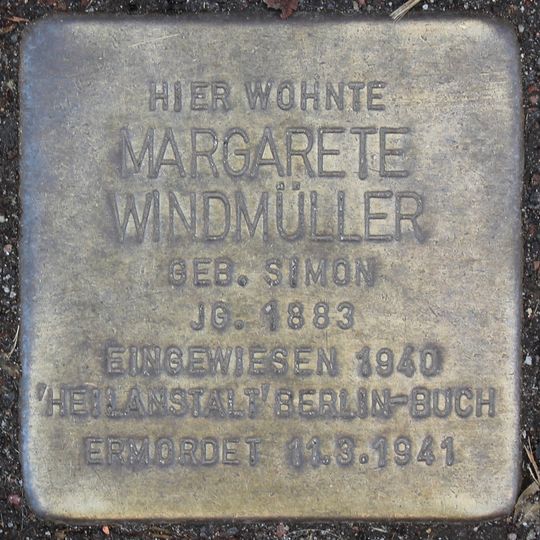 HIER WOHNTE
MARGARETE
WINDMÜLLER
GEB. SIMON
JG. 1883
EINGEWIESEN 1940
'HEILANSTALT' BERLIN-BUCH
ERMORDET 11.3.1941